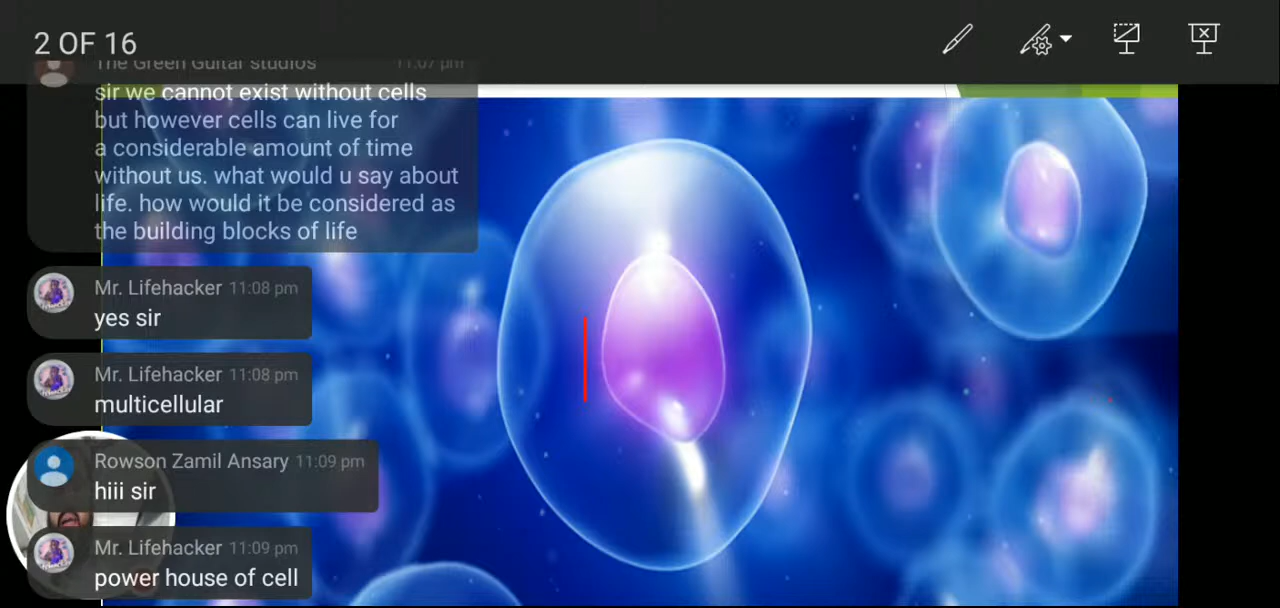 2 OF 16
The Green Guitar studios 11:07 pm
sir we cannot exist without cells
but however cells can live for
a considerable amount of time
without us. what would u say about
life. how would it be considered as
the building blocks of life
Mr. Lifehacker 11:08 pm
yes sir
Mr. Lifehacker 11:08 pm
multicellular
Rowson Zamil Ansary 11:09 pm
hiii sir
Mr. Lifehacker 11:09 pm
power house of cell